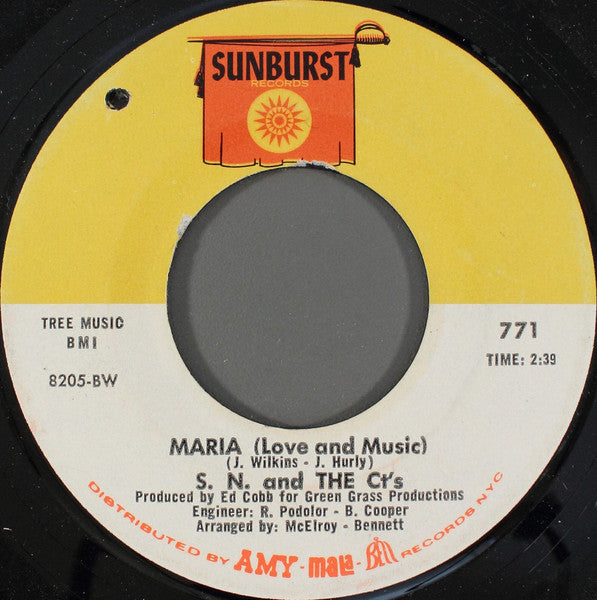 SUNBURST
RECORDS
TREE MUSIC
BMI
8205-BW
771
TIME: 2:39
MARIA (Love and Music)
(J. Wilkins - J. Hurly)
S. N. and THE Ct's
Produced by Ed Cobb for Green Grass Productions
Engineer: R. Podolor - B. Cooper
Arranged by: McElroy - Bennett
DISTRIBUTED BY AMY - mala - Bell RECORDS NYC